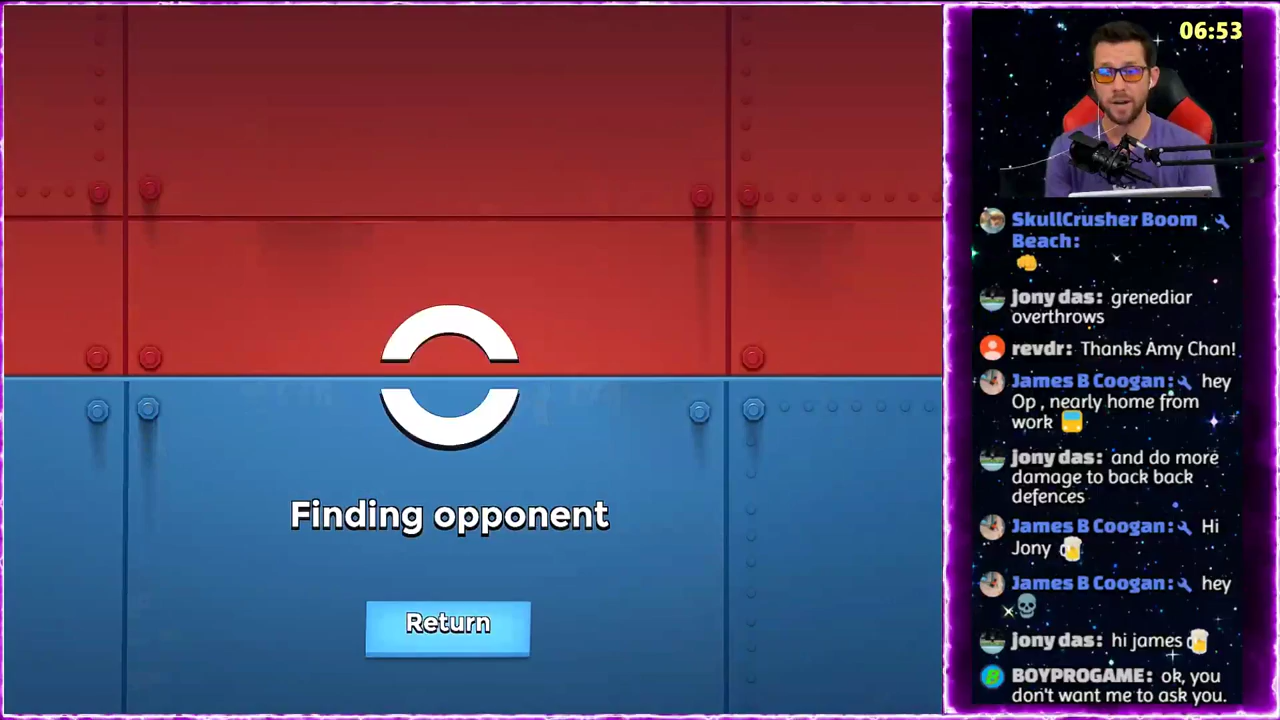 06:53
SkullCrusher Boom
Beach:
jony das: grenediar
overthrows
revdr: Thanks Amy Chan!
James B Coogan: hey
Op , nearly home from
work
jony das: and do more
damage to back back
defences
James B Coogan: Hi
Jony
James B Coogan: hey
jony das: hi james
BOYPROGAME: ok, you
don't want me to ask you.
Finding opponent
Return